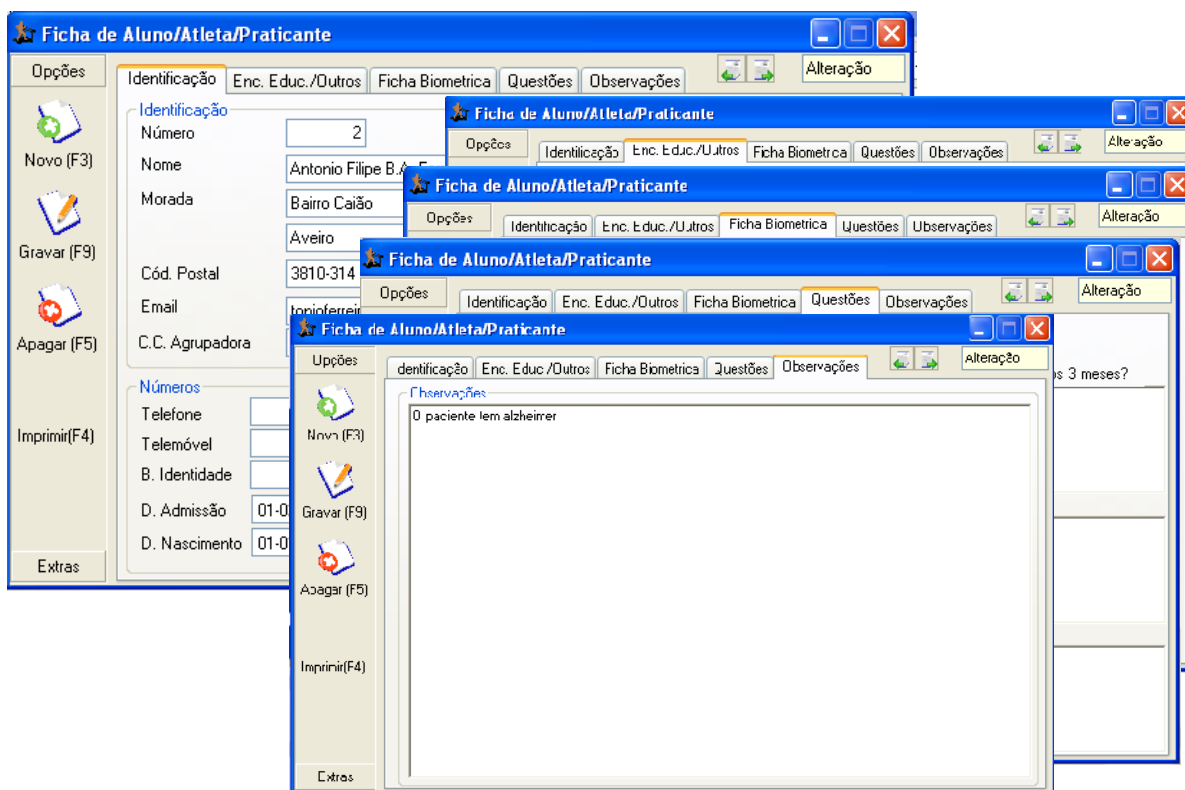 Ficha de Aluno/Atleta/Praticante
Opções
Identificação Enc. Educ./Outros Ficha Biometrica Questões Observações
Alteração
Novo (F3)
Gravar (F9)
Apagar (F5)
Imprimir(F4)
Extras
Identificação
Número 2
Nome Antonio Filipe B.A.
Morada Bairro Caião
Aveiro
Cód. Postal 3810-314
Email
C.C. Agrupadora
Números
Telefone
Telemóvel
B. Identidade
D. Admissão 01-0
D. Nascimento 01-0
Ficha de Aluno/Atleta/Praticante
Opções
Identificação Enc. Educ./Outros Ficha Biometrica Questões Observações
Alteração
Ficha de Aluno/Atleta/Praticante
Opções
Identificação Enc. Educ./Outros Ficha Biometrica Questões Observações
Alteração
Ficha de Aluno/Atleta/Praticante
Opções
Identificação Enc. Educ./Outros Ficha Biometrica Questões Observações
Alteração
os 3 meses?
Ficha de Aluno/Atleta/Praticante
Opções
dentificação Enc. Educ./Outros Ficha Biometrica Questões Observações
Alteração
Novo (F3)
Gravar (F9)
Apagar (F5)
Imprimir(F4)
Extras
Observações
O paciente tem alzheimer